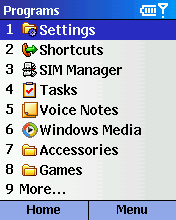 Programs
1 Settings
2 Shortcuts
3 SIM Manager
4 Tasks
5 Voice Notes
6 Windows Media
7 Accessories
8 Games
9 More...
Home Menu